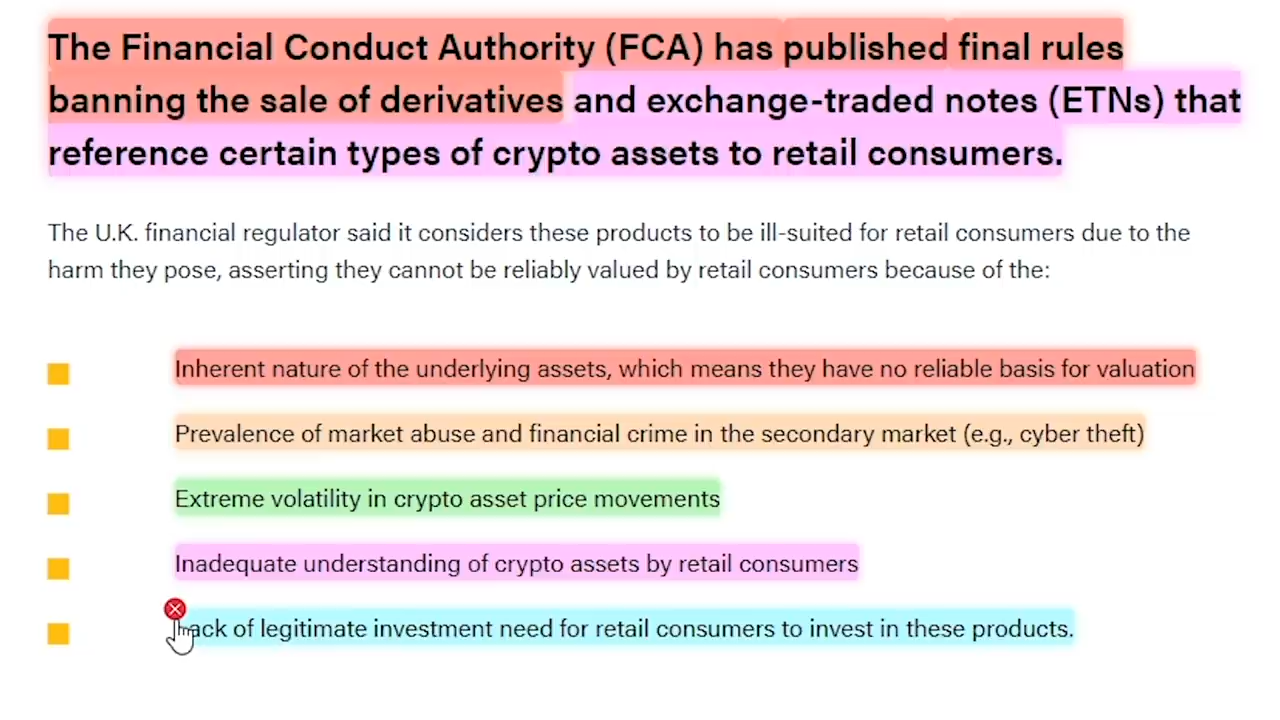 The Financial Conduct Authority (FCA) has published final rules
banning the sale of derivatives and exchange-traded notes (ETNs) that
reference certain types of crypto assets to retail consumers.
The U.K. financial regulator said it considers these products to be ill-suited for retail consumers due to the
harm they pose, asserting they cannot be reliably valued by retail consumers because of the:
Inherent nature of the underlying assets, which means they have no reliable basis for valuation
Prevalence of market abuse and financial crime in the secondary market (e.g., cyber theft)
Extreme volatility in crypto asset price movements
Inadequate understanding of crypto assets by retail consumers
Lack of legitimate investment need for retail consumers to invest in these products.